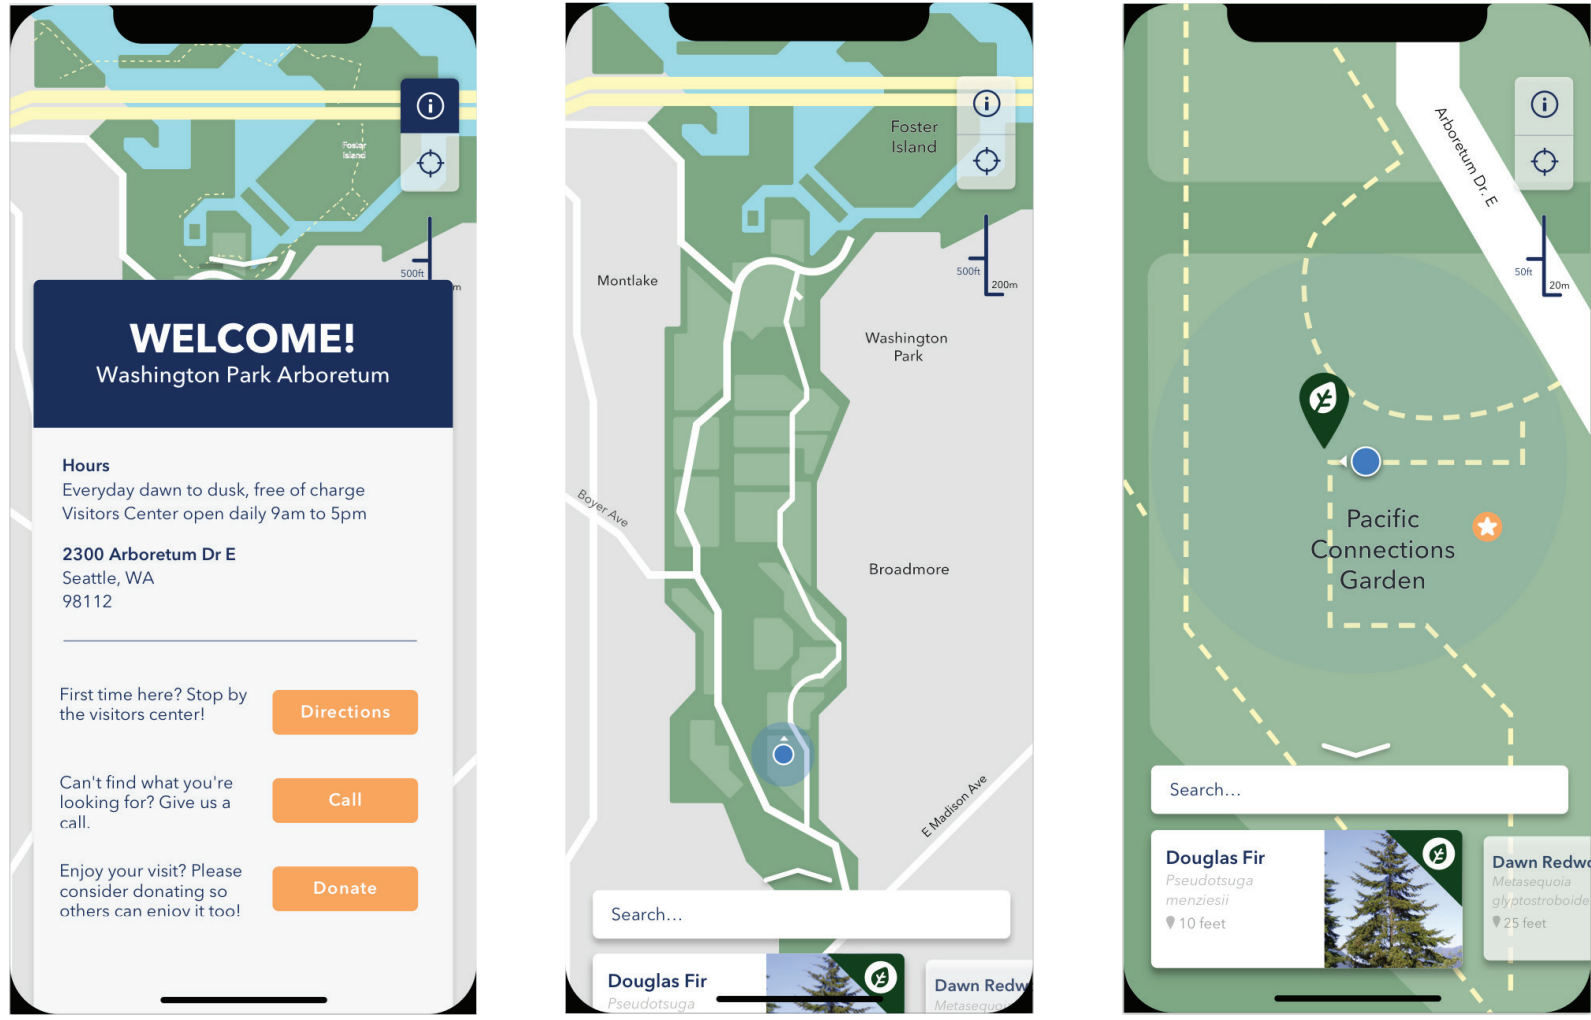 Foster
Island
500ft
m
WELCOME!
Washington Park Arboretum
Hours
Everyday dawn to dusk, free of charge
Visitors Center open daily 9am to 5pm
2300 Arboretum Dr E
Seattle, WA
98112
First time here? Stop by
the visitors center!
Directions
Can't find what you're
looking for? Give us a
call.
Call
Enjoy your visit? Please
consider donating so
others can enjoy it too!
Donate
Foster
Island
Montlake
500ft
200m
Washington
Park
Boyer Ave
Broadmore
E Madison Ave
Search...
Douglas Fir
Pseudotsuga
Dawn Redw
Metasequoi
Arboretum Dr. E
50ft
20m
Pacific
Connections
Garden
Search...
Douglas Fir
Pseudotsuga
menziesii
10 feet
Dawn Redwo
Metasequoia
glyptostroboide
25 feet